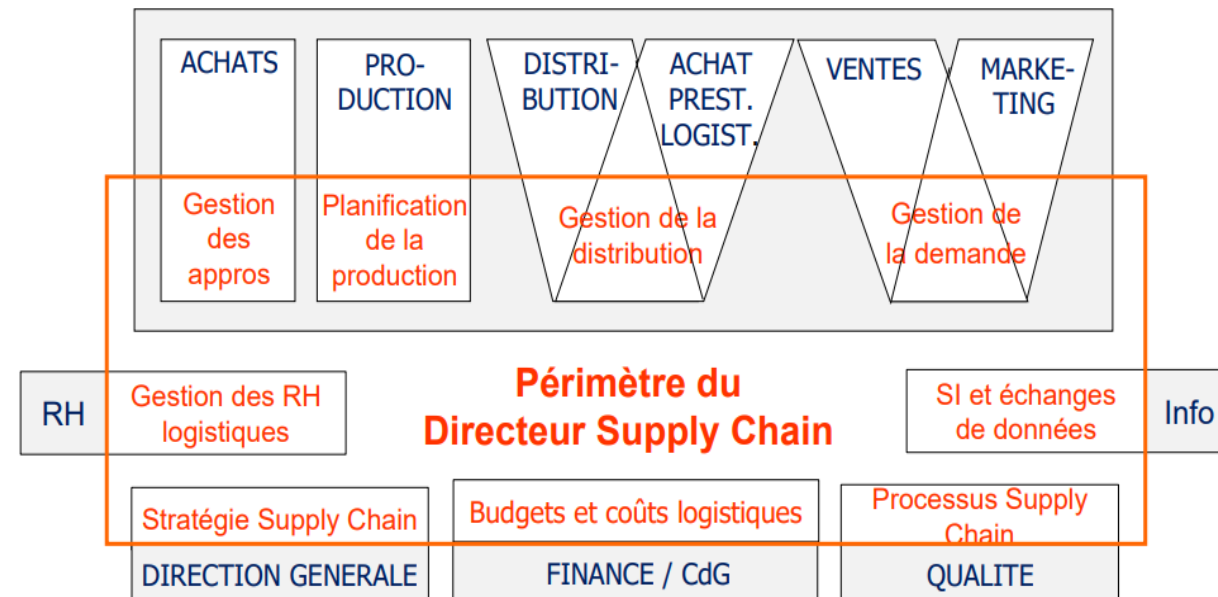 ACHATS
PRO-
DUCTION
DISTRI-
BUTION
ACHAT
PREST.
LOGIST.
VENTES
MARKE-
TING
Gestion
des
appros
Planification
de la
production
Gestion de la
distribution
Gestion de
la demande
RH
Gestion des RH
logistiques
Périmètre du
Directeur Supply Chain
SI et échanges
de données
Info
Stratégie Supply Chain
DIRECTION GENERALE
Budgets et coûts logistiques
FINANCE / CdG
Processus Supply
Chain
QUALITE